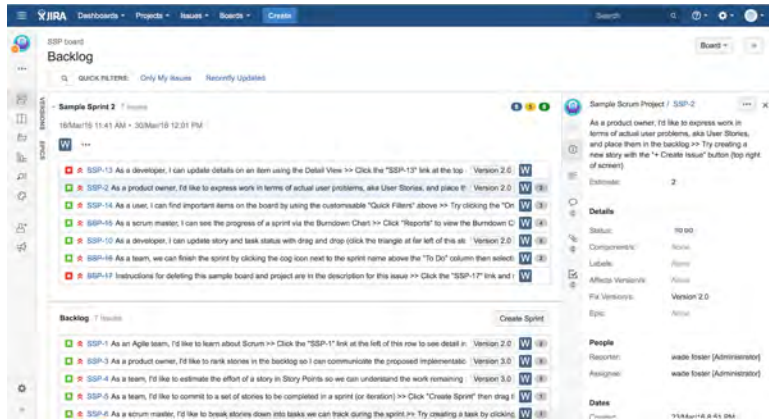 JIRA Dashboards Projects Issues Boards Create Search
SSP board
Backlog
Board
QUICK FILTERS: Only My Issues Recently Updated
VERSIONS
EPICS
Sample Sprint 2 7 issues
16/Mar/16 11:41 AM • 30/Mar/16 12:01 PM
W ...
SSP-13 As a developer, I can update details on an item using the Detail View >> Click the "SSP-13" link at the top Version 2.0 W
SSP-2 As a product owner, I'd like to express work in terms of actual user problems, aka User Stories, and place th Version 2.0 W 2
SSP-14 As a user, I can find important items on the board by using the customisable "Quick Filters" above >> Try clicking the "On W
SSP-15 As a scrum master, I can see the progress of a sprint via the Burndown Chart >> Click "Reports" to view the Burndown C W
SSP-10 As a developer, I can update story and task status with drag and drop (click the triangle at far left of this sto Version 2.0 W
SSP-16 As a team, we can finish the sprint by clicking the cog icon next to the sprint name above the "To Do" column then selecti W
SSP-17 Instructions for deleting this sample board and project are in the description for this issue >> Click the "SSP-17" link and r W
Backlog 7 issues Create Sprint
SSP-1 As an Agile team, I'd like to learn about Scrum >> Click the "SSP-1" link at the left of this row to see detail in Version 2.0 W
SSP-3 As a product owner, I'd like to rank stories in the backlog so I can communicate the proposed implementatio Version 3.0 W
SSP-4 As a team, I'd like to estimate the effort of a story in Story Points so we can understand the work remaining Version 3.0 W
SSP-5 As a team, I'd like to commit to a set of stories to be completed in a sprint (or iteration) >> Click "Create Sprint" then drag t W
SSP-6 As a scrum master, I'd like to break stories down into tasks we can track during the sprint >> Try creating a task by clicking W
Sample Scrum Project / SSP-2
As a product owner, I'd like to express work in
terms of actual user problems, aka User Stories,
and place them in the backlog >> Try creating a
new story with the "+ Create Issue" button (top right
of screen)
Estimate: 2
Details
Status: TO DO
Component/s: None
Labels: None
Affects Version/s: None
Fix Version/s: Version 2.0
Epic: None
People
Reporter: wade foster [Administrator]
Assignee: wade foster [Administrator]
Dates
Created: 23/Mar/16 8:51 PM